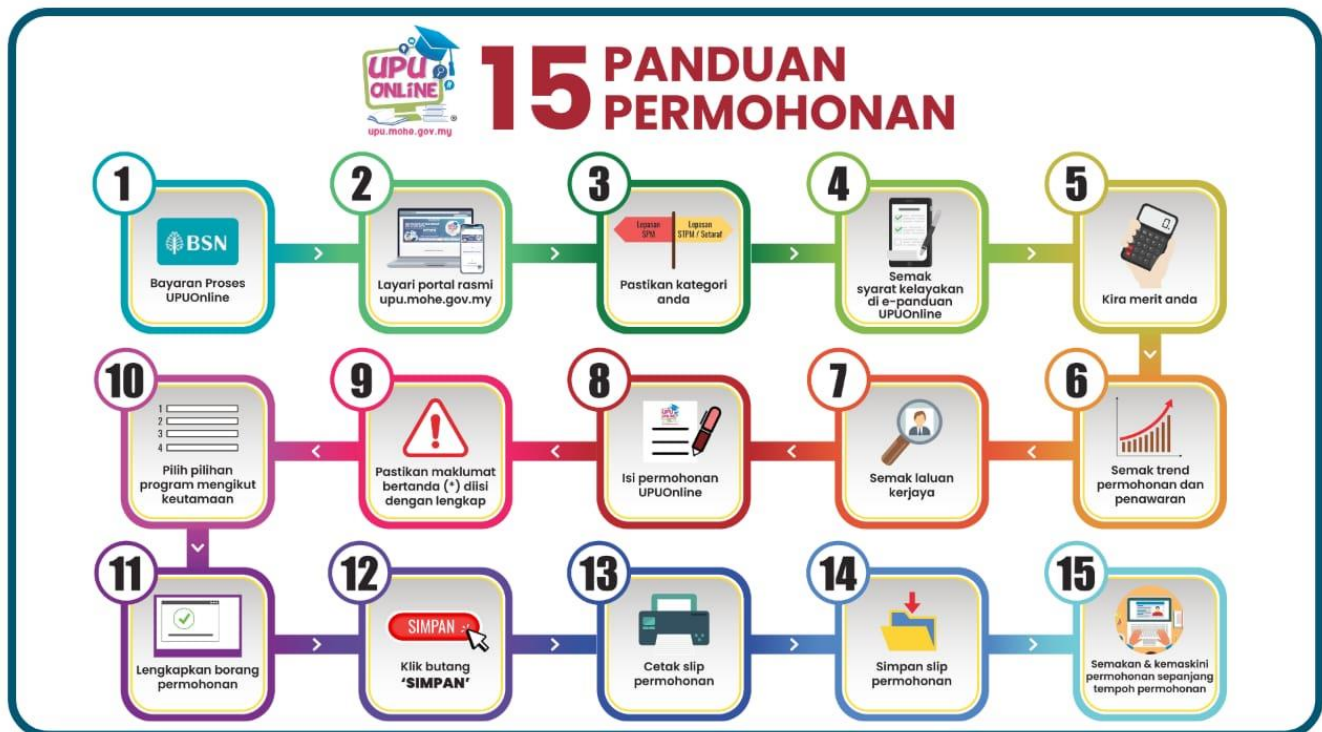 UPU
ONLINE
upu.mohe.gov.my
15 PANDUAN
PERMOHONAN
1
BSN
Bayaran Proses
UPUOnline
2
Layari portal rasmi
upu.mohe.gov.my
3
Lepasan
SPM
Lepasan
STPM / Setaraf
Pastikan kategori
anda
4
Semak
syarat kelayakan
di e-panduan
UPUOnline
5
0.
Kira merit anda
6
Semak trend
permohonan dan
penawaran
7
Semak laluan
kerjaya
8
UPU
ONLINE
Isi permohonan
UPUOnline
9
Pastikan maklumat
bertanda (*) diisi
dengan lengkap
10
1
2
3
4
Pilih pilihan
program mengikut
keutamaan
11
Lengkapkan borang
permohonan
12
SIMPAN
Klik butang
'SIMPAN'
13
Cetak slip
permohonan
14
Simpan slip
permohonan
15
Semakan & kemaskini
permohonan sepanjang
tempoh permohonan